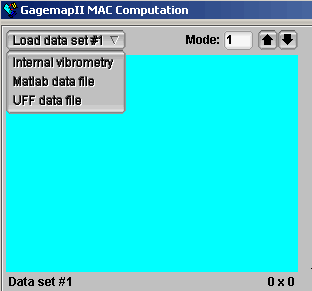 GagemapII MAC Computation
Load data set #1 Mode: 1
Internal vibrometry
Matlab data file
UFF data file
Data set #1 0 x 0